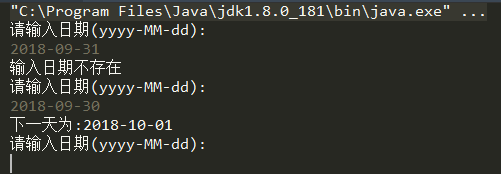 "C:\Program Files\Java\jdk1.8.0_181\bin\java.exe" ...
请输入日期(yyyy-MM-dd):
2018-09-31
输入日期不存在
请输入日期(yyyy-MM-dd):
2018-09-30
下一天为:2018-10-01
请输入日期(yyyy-MM-dd):